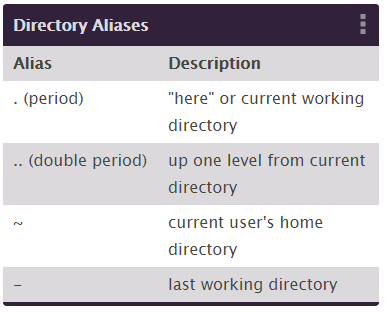 Directory Aliases
Alias Description
. (period) "here" or current working
directory
.. (double period) up one level from current
directory
~ current user's home
directory
– last working directory